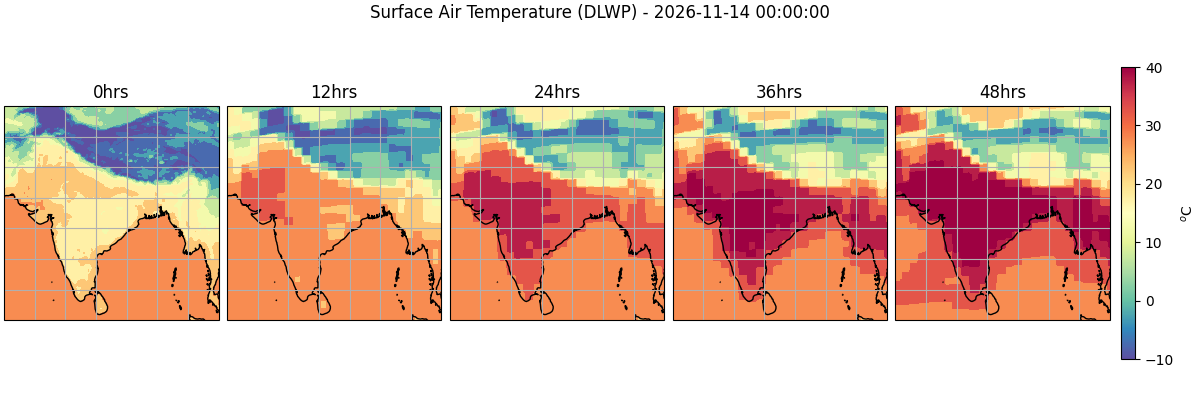 Surface Air Temperature (DLWP) - 2026-11-14 00:00:00
0hrs
12hrs
24hrs
36hrs
48hrs
40
30
20
10
0
−10
°C